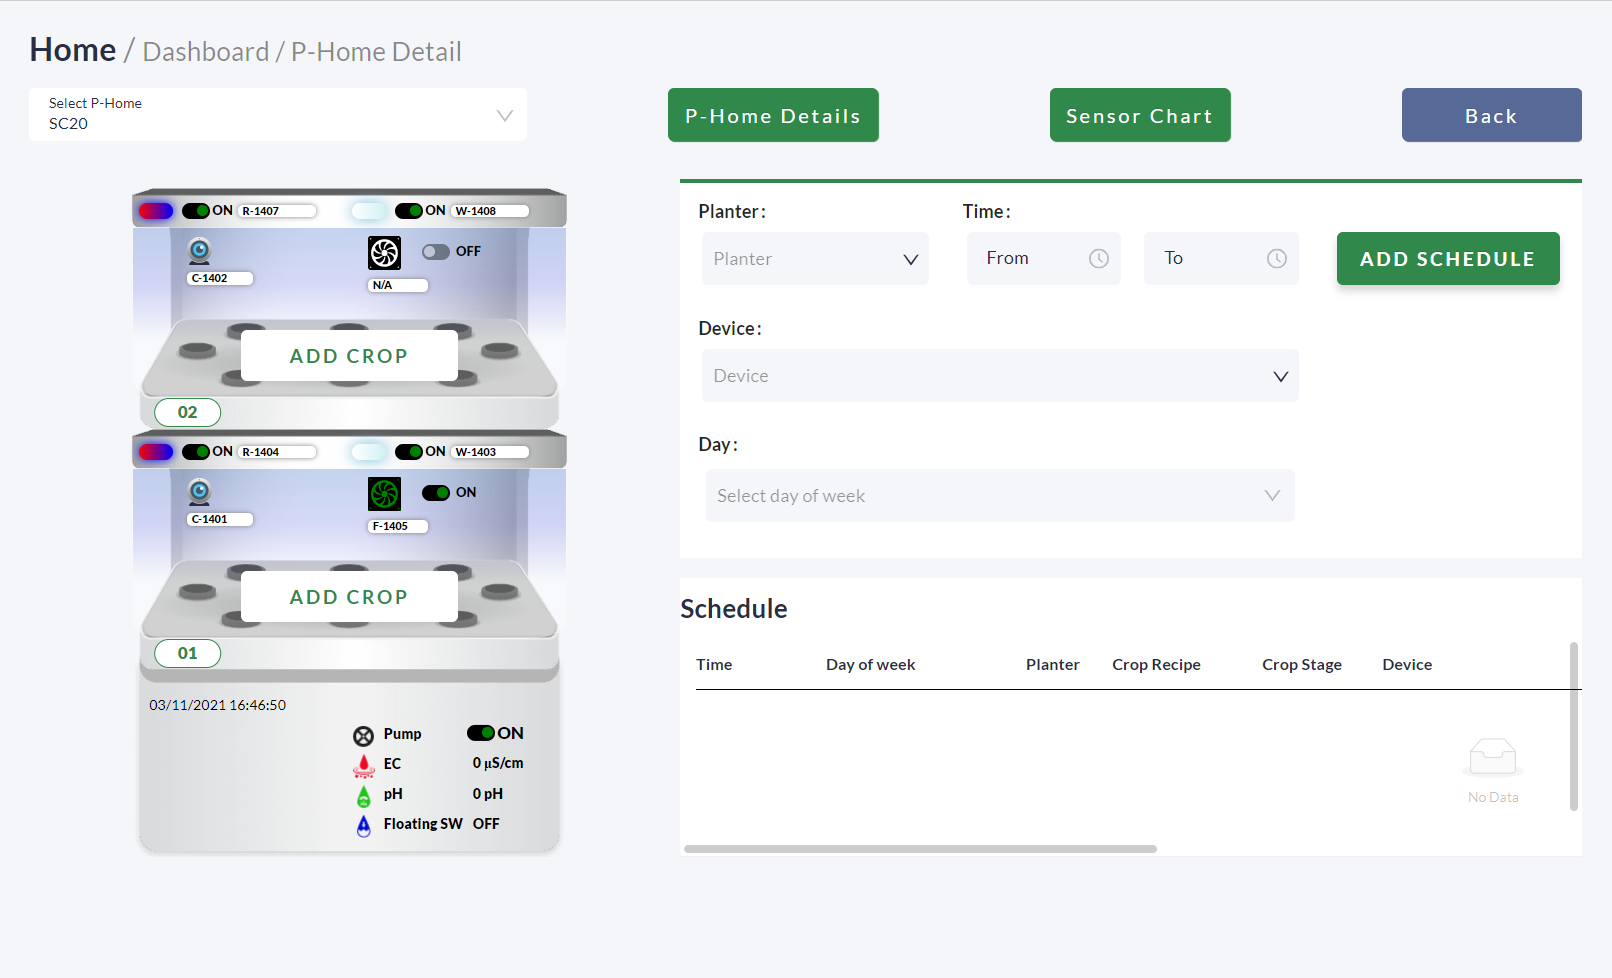 Home / Dashboard / P-Home Detail
Select P-Home
SC20
P-Home Details
Sensor Chart
Back
ON R-1407 ON W-1408
C-1402
OFF
N/A
ADD CROP
02
ON R-1404 ON W-1403
C-1401
ON
F-1405
ADD CROP
01
03/11/2021 16:46:50
Pump ON
EC 0 μS/cm
pH 0 pH
Floating SW OFF
Planter:
Planter
Time:
From
To
ADD SCHEDULE
Device:
Device
Day:
Select day of week
Schedule
Time Day of week Planter Crop Recipe Crop Stage Device
No Data